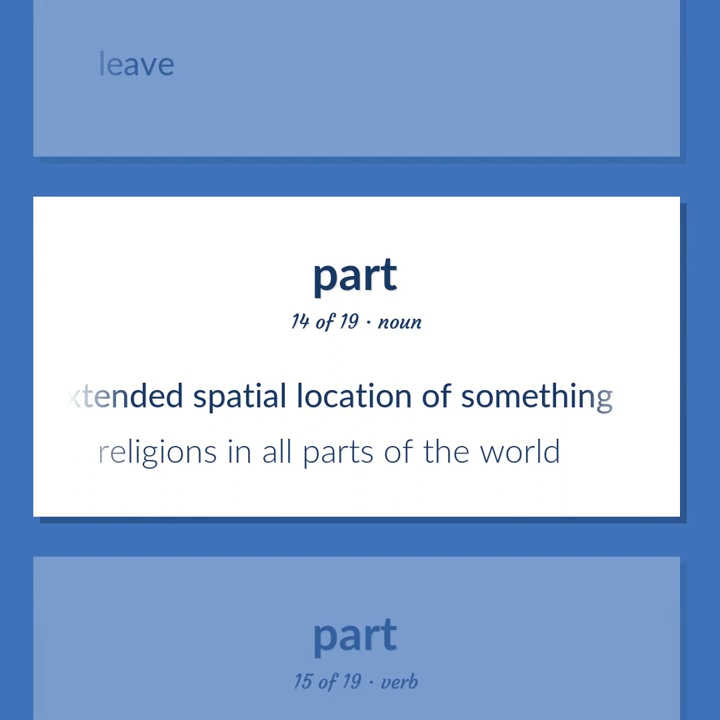 leave
part
14 of 19 · noun
xtended spatial location of something
religions in all parts of the world
part
15 of 19 · verb